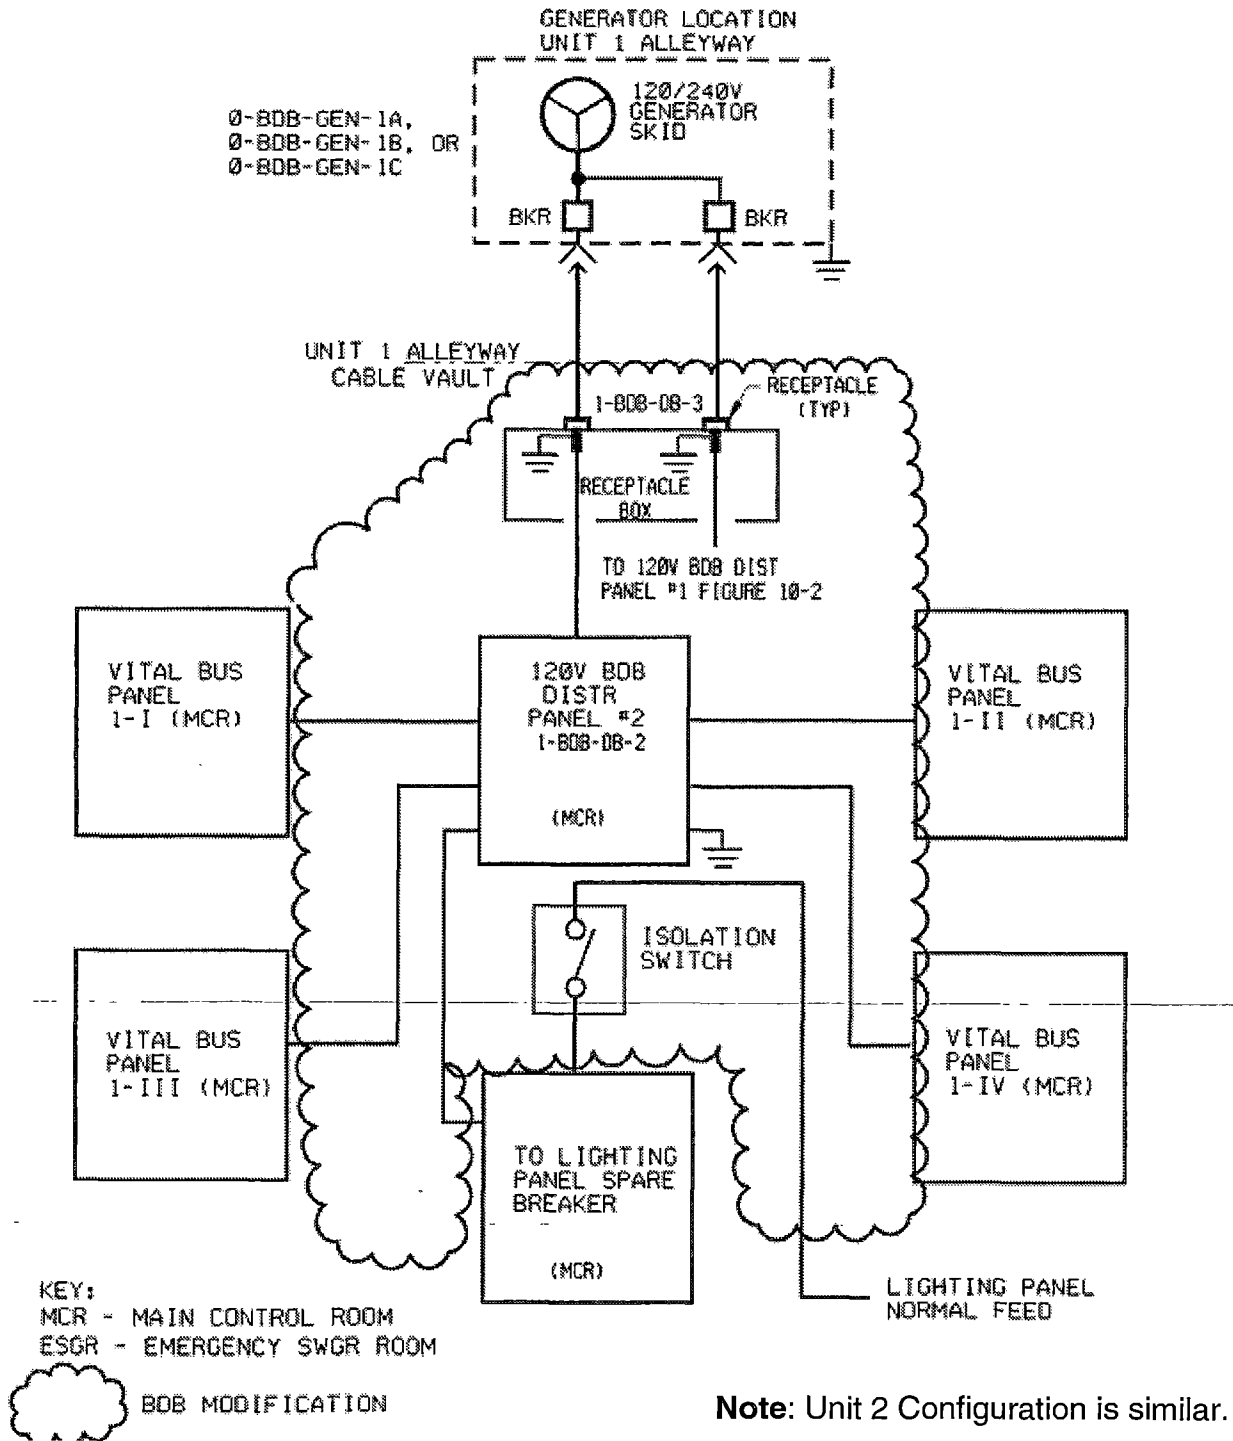 GENERATOR LOCATION
UNIT 1 ALLEYWAY
120/240V
GENERATOR
SKID
0-BDB-GEN-1A,
0-BDB-GEN-1B, OR
0-BDB-GEN-1C
BKR
BKR
UNIT 1 ALLEYWAY
CABLE VAULT
1-BDB-DB-3
RECEPTACLE
(TYP)
RECEPTACLE
BOX
TO 120V BDB DIST
PANEL #1 FIGURE 10-2
VITAL BUS
PANEL
1-I (MCR)
120V BDB
DISTR
PANEL #2
1-BDB-DB-2
(MCR)
VITAL BUS
PANEL
1-II (MCR)
ISOLATION
SWITCH
VITAL BUS
PANEL
1-III (MCR)
VITAL BUS
PANEL
1-IV (MCR)
TO LIGHTING
PANEL SPARE
BREAKER
(MCR)
LIGHTING PANEL
NORMAL FEED
KEY:
MCR - MAIN CONTROL ROOM
ESGR - EMERGENCY SWGR ROOM
BDB MODIFICATION
Note: Unit 2 Configuration is similar.